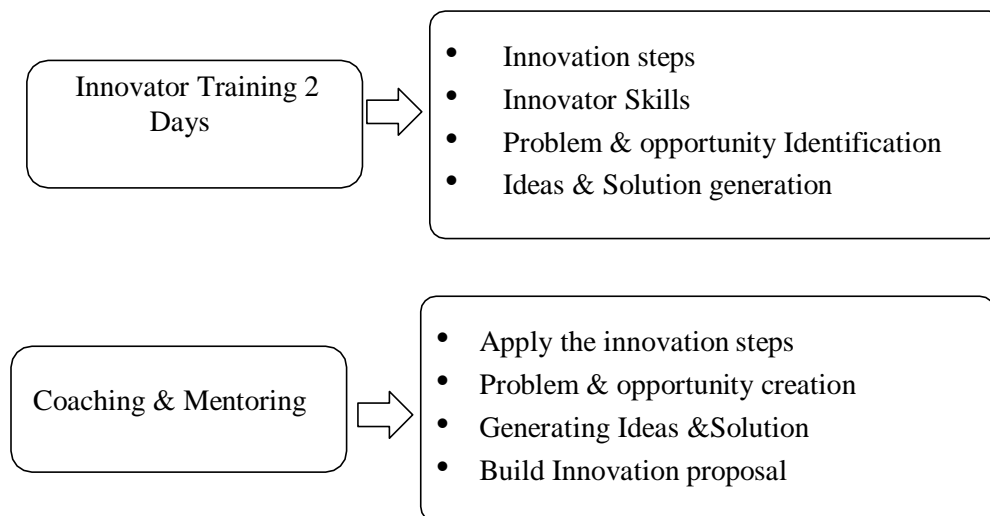 Innovator Training 2
Days
• Innovation steps
• Innovator Skills
• Problem & opportunity Identification
• Ideas & Solution generation
Coaching & Mentoring
• Apply the innovation steps
• Problem & opportunity creation
• Generating Ideas &Solution
• Build Innovation proposal